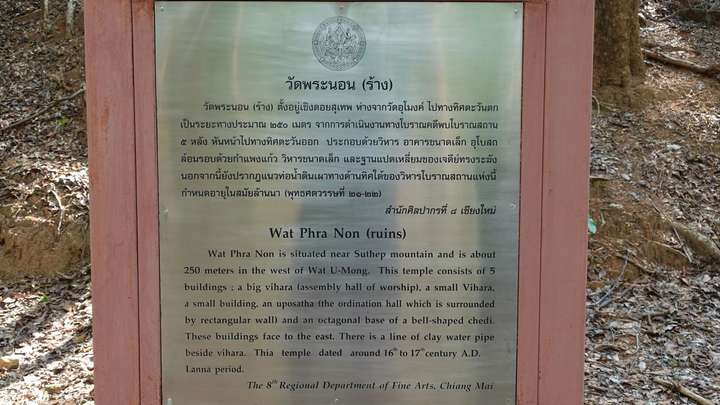 วัดพระนอน (ร้าง)
วัดพระนอน (ร้าง) ตั้งอยู่เชิงดอยสุเทพ ห่างจากวัดอุโมงค์ ไปทางทิศตะวันตก
เป็นระยะทางประมาณ ๒๕๐ เมตร จากการดำเนินงานทางโบราณคดีพบโบราณสถาน
๕ หลัง หันหน้าไปทางทิศตะวันออก ประกอบด้วยวิหาร อาคารขนาดเล็ก อุโบสถ
ล้อมรอบด้วยกำแพงแก้ว วิหารขนาดเล็ก และฐานแปดเหลี่ยมของเจดีย์ทรงระฆัง
นอกจากนี้ยังปรากฏแนวท่อน้ำดินเผาทางด้านทิศใต้ของวิหารโบราณสถานแห่งนี้
กำหนดอายุในสมัยล้านนา (พุทธศตวรรษที่ ๒๑-๒๒)
สำนักศิลปากรที่ ๘ เชียงใหม่
Wat Phra Non (ruins)
Wat Phra Non is situated near Suthep mountain and is about
250 meters in the west of Wat U-Mong. This temple consists of 5
buildings ; a big vihara (assembly hall of worship), a small Vihara,
a small building, an uposatha (the ordination hall which is surrounded
by rectangular wall) and an octagonal base of a bell-shaped chedi.
These buildings face to the east. There is a line of clay water pipe
beside vihara. Thia temple dated around 16th to 17th century A.D.
Lanna period.
The 8th Regional Department of Fine Arts, Chiang Mai